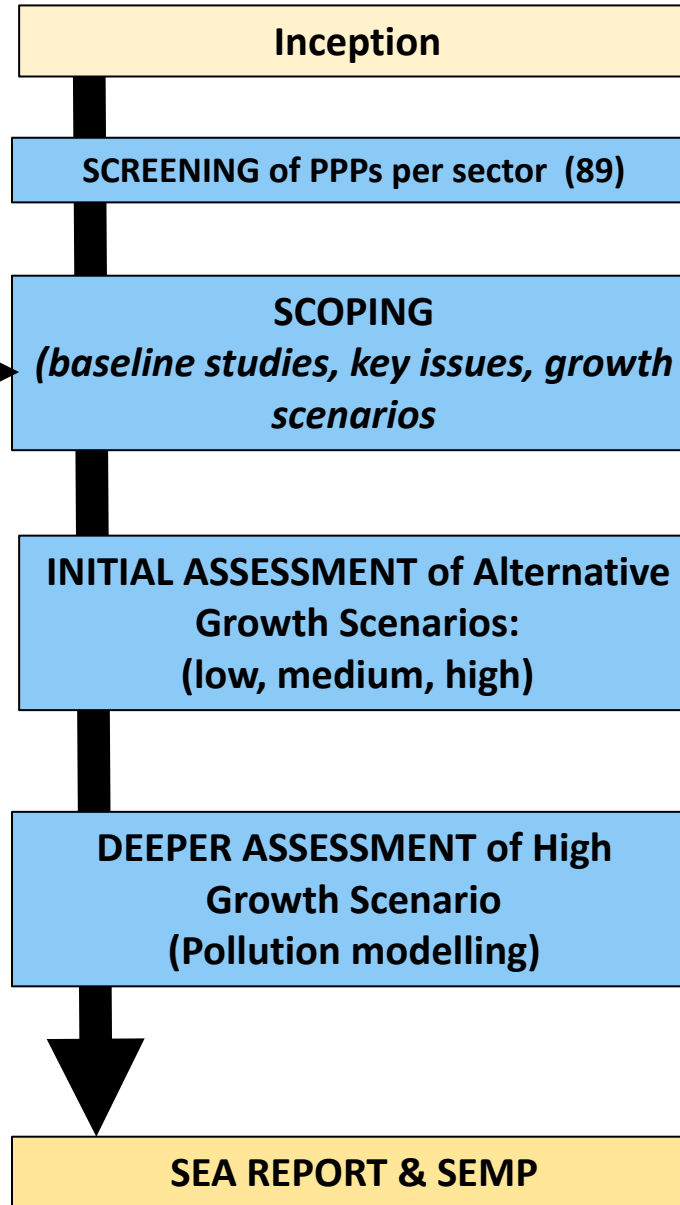 Inception
SCREENING of PPPs per sector (89)
SCOPING
(baseline studies, key issues, growth
scenarios
INITIAL ASSESSMENT of Alternative
Growth Scenarios:
(low, medium, high)
DEEPER ASSESSMENT of High
Growth Scenario
(Pollution modelling)
SEA REPORT & SEMP